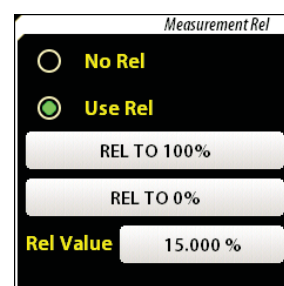 Measurement Rel
No Rel
Use Rel
REL TO 100%
REL TO 0%
Rel Value 15.000 %